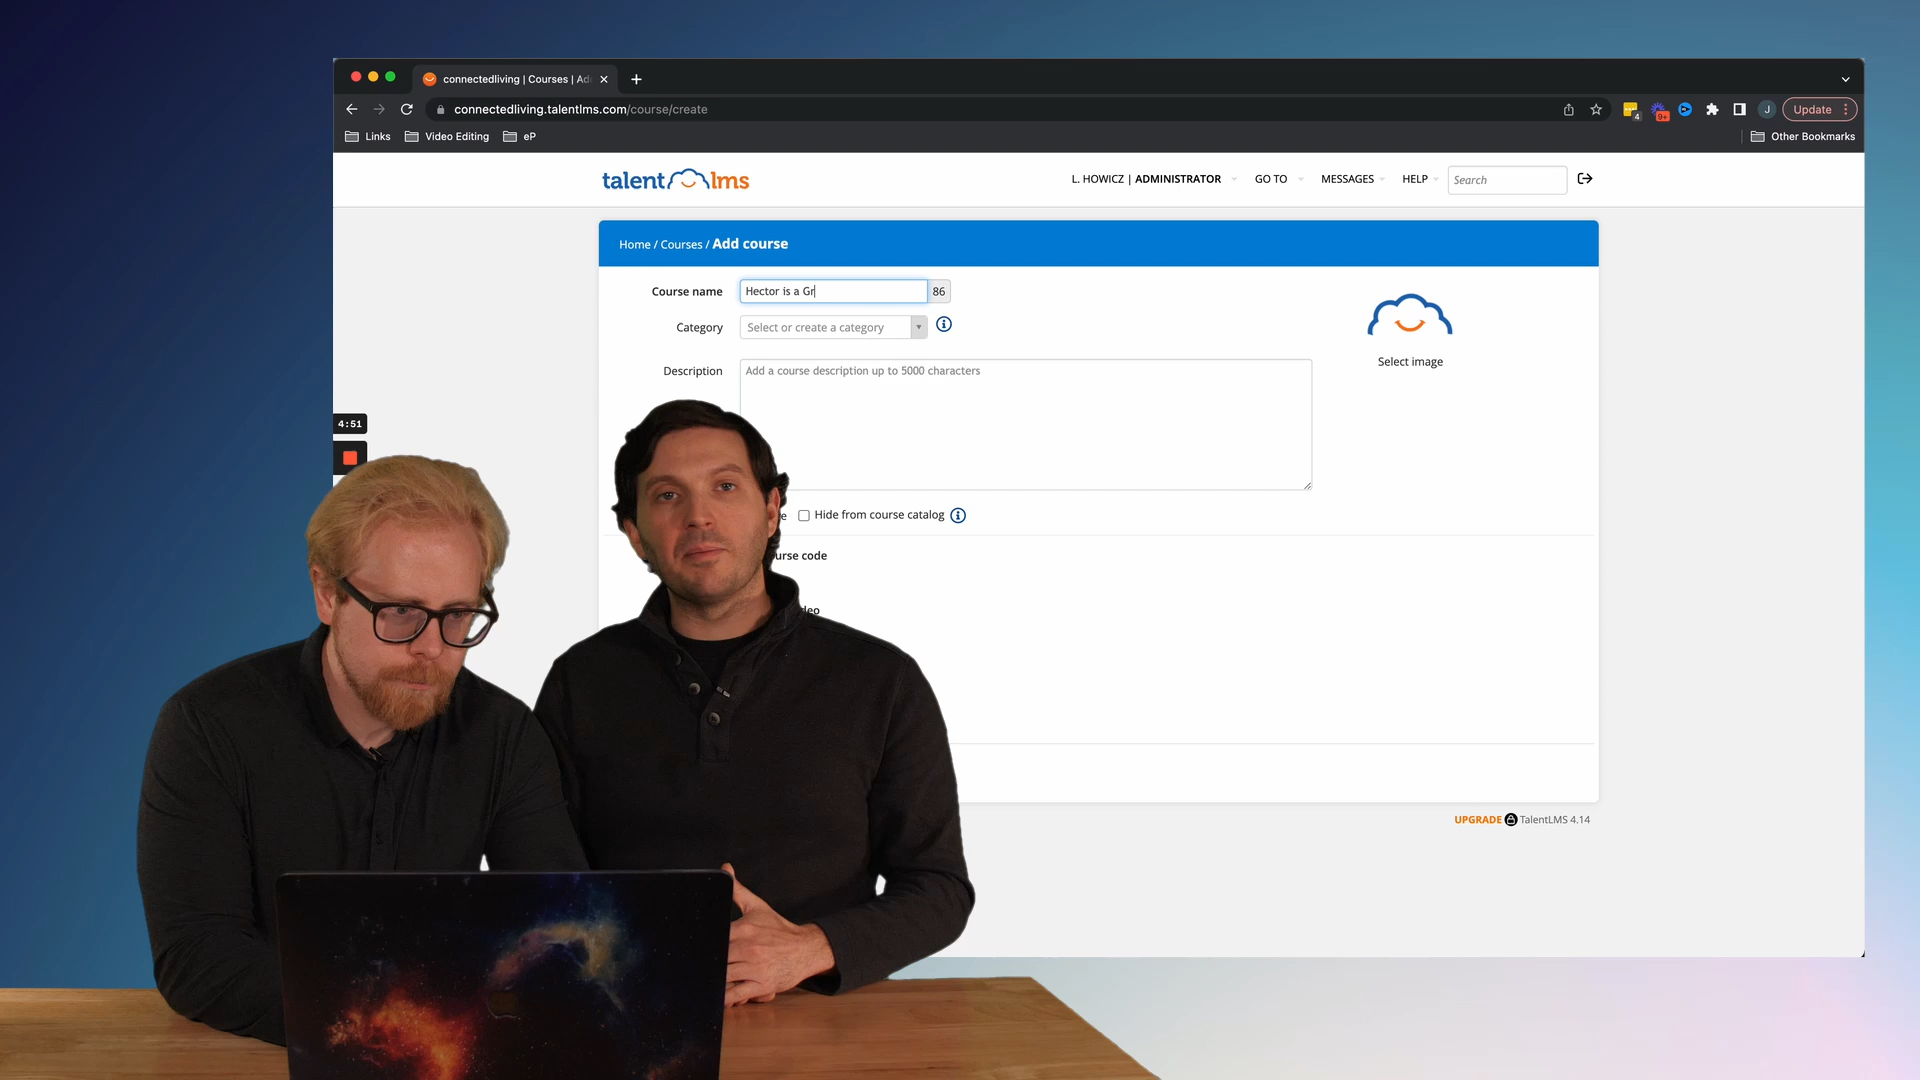 connectedliving | Courses | Ad
connectedliving.talentlms.com/course/create
4
9+
J
Update
Links
Video Editing
eP
Other Bookmarks
talentlms
L. HOWICZ | ADMINISTRATOR
GO TO
MESSAGES
HELP
Search
Home / Courses / Add course
Course name
Hector is a Gr
86
Category
Select or create a category
Select image
Description
Add a course description up to 5000 characters
4:51
Hide from course catalog
urse code
UPGRADE TalentLMS 4.14